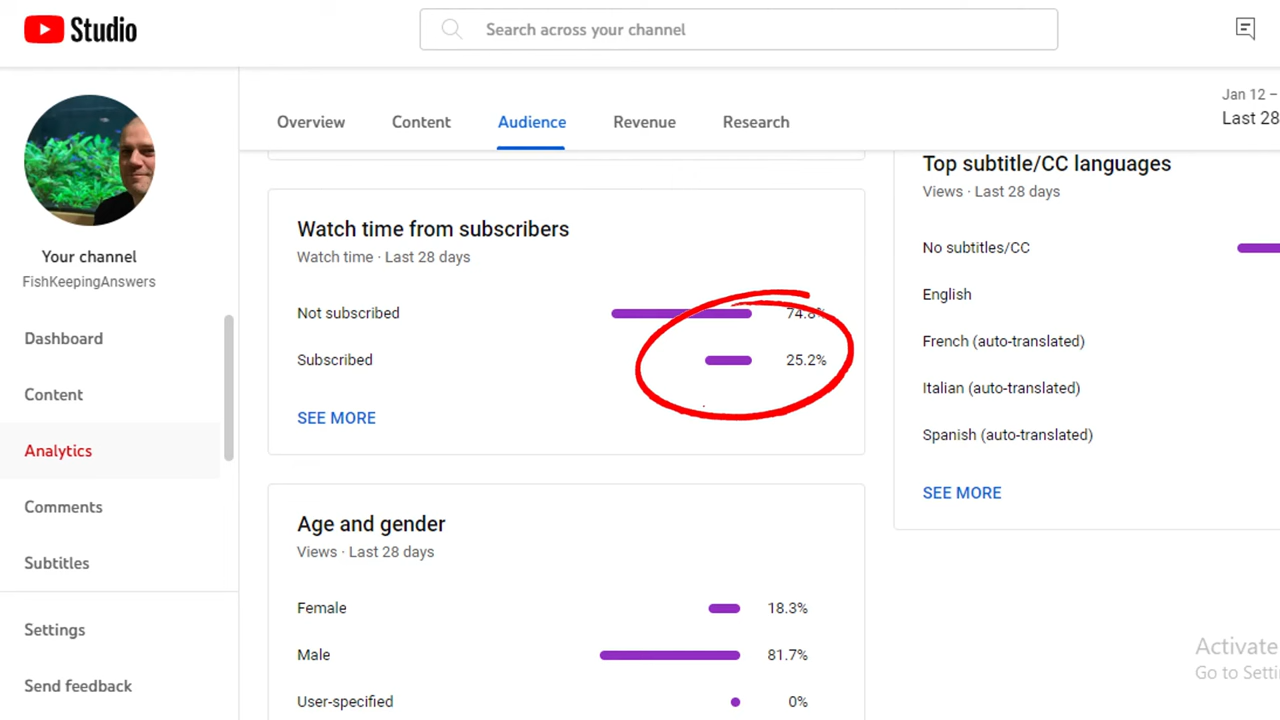 Studio
Search across your channel
Your channel
FishKeepingAnswers
Dashboard
Content
Analytics
Comments
Subtitles
Settings
Send feedback
Overview
Content
Audience
Revenue
Research
Jan 12 –
Last 28
Watch time from subscribers
Watch time · Last 28 days
Not subscribed 74.8%
Subscribed 25.2%
SEE MORE
Age and gender
Views · Last 28 days
Female 18.3%
Male 81.7%
User-specified 0%
Top subtitle/CC languages
Views · Last 28 days
No subtitles/CC
English
French (auto-translated)
Italian (auto-translated)
Spanish (auto-translated)
SEE MORE
Activate
Go to